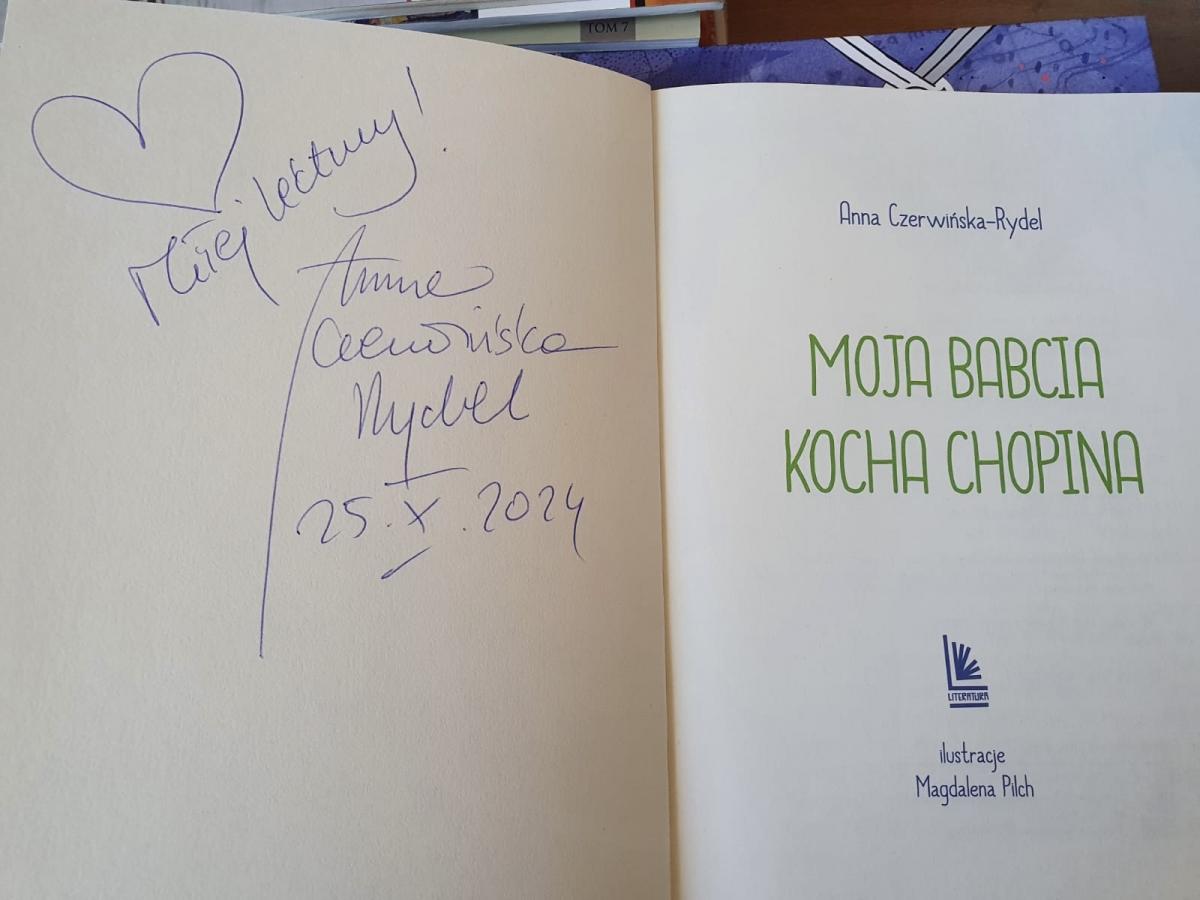 TOM 7
Miłej lektury!
Anna
Czerwińska
Rydel
25.X.2024
Anna Czerwińska-Rydel
MOJA BABCIA
KOCHA CHOPINA
LITERATURA
ilustracje
Magdalena Pilch